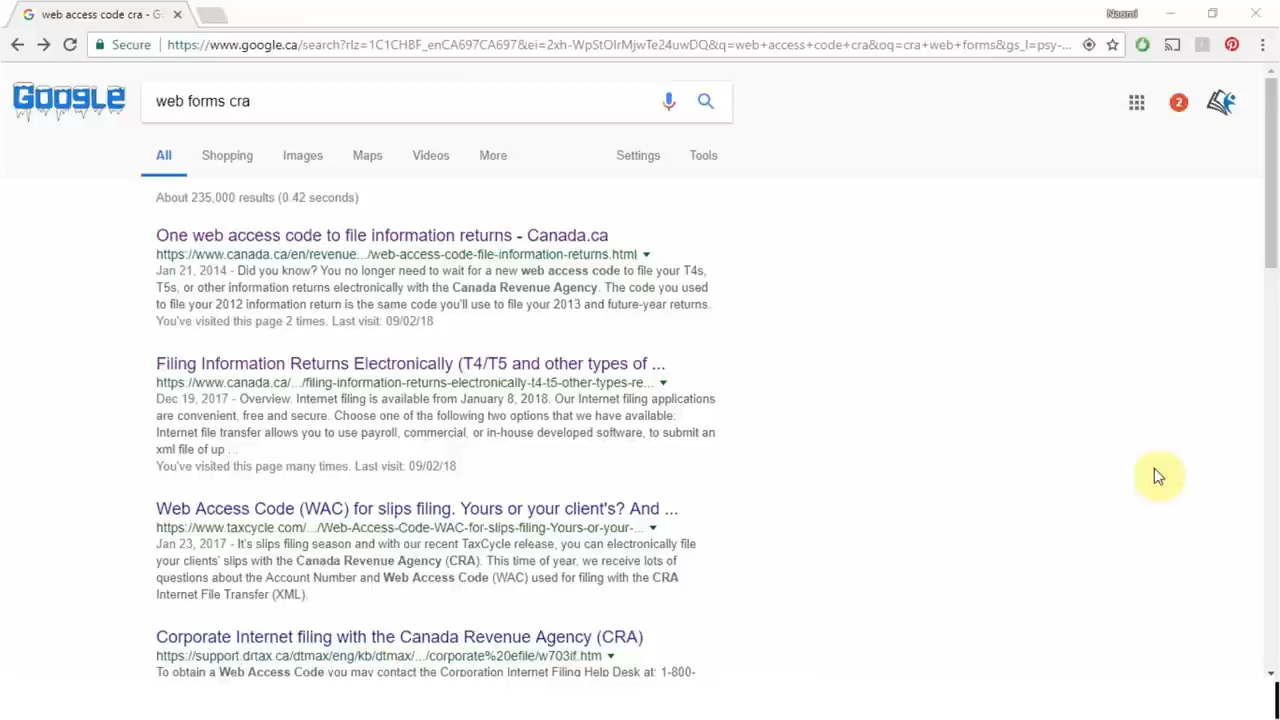 web access code cra - G
Naomi
Secure
https://www.google.ca/search?rlz=1C1CHBF_enCA697CA697&ei=2xh-WpStOIrMjwTe24uwDQ&q=web+access+code+cra&oq=cra+web+forms&gs_l=psy-...
Google
web forms cra
2
All Shopping Images Maps Videos More Settings Tools
About 235,000 results (0.42 seconds)
One web access code to file information returns - Canada.ca
https://www.canada.ca/en/revenue.../web-access-code-file-information-returns.html
Jan 21, 2014 - Did you know? You no longer need to wait for a new web access code to file your T4s,
T5s, or other information returns electronically with the Canada Revenue Agency. The code you used
to file your 2012 information return is the same code you'll use to file your 2013 and future-year returns.
You've visited this page 2 times. Last visit: 09/02/18
Filing Information Returns Electronically (T4/T5 and other types of ...
https://www.canada.ca/.../filing-information-returns-electronically-t4-t5-other-types-re...
Dec 19, 2017 - Overview. Internet filing is available from January 8, 2018. Our Internet filing applications
are convenient, free and secure. Choose one of the following two options that we have available:
Internet file transfer allows you to use payroll, commercial, or in-house developed software, to submit an
xml file of up ...
You've visited this page many times. Last visit: 09/02/18
Web Access Code (WAC) for slips filing. Yours or your client's? And ...
https://www.taxcycle.com/.../Web-Access-Code-WAC-for-slips-filing-Yours-or-your-...
Jan 23, 2017 - It's slips filing season and with our recent TaxCycle release, you can electronically file
your clients' slips with the Canada Revenue Agency (CRA). This time of year, we receive lots of
questions about the Account Number and Web Access Code (WAC) used for filing with the CRA
Internet File Transfer (XML).
Corporate Internet filing with the Canada Revenue Agency (CRA)
https://support.drtax.ca/dtmax/eng/kb/dtmax/.../corporate%20efile/w703if.htm
To obtain a Web Access Code you may contact the Corporation Internet Filing Help Desk at: 1-800-